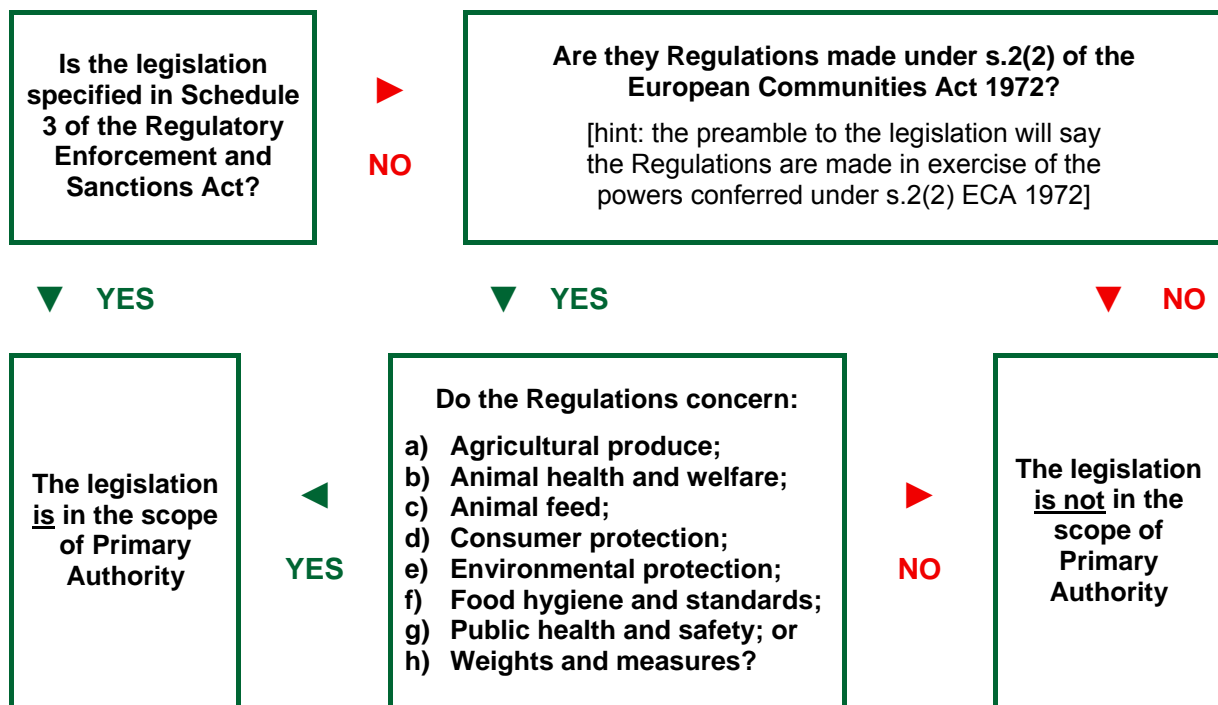 Is the legislation
specified in Schedule
3 of the Regulatory
Enforcement and
Sanctions Act?
NO
Are they Regulations made under s.2(2) of the
European Communities Act 1972?
[hint: the preamble to the legislation will say
the Regulations are made in exercise of the
powers conferred under s.2(2) ECA 1972]
YES
YES
NO
The legislation
is in the scope
of Primary
Authority
YES
Do the Regulations concern:
a) Agricultural produce;
b) Animal health and welfare;
c) Animal feed;
d) Consumer protection;
e) Environmental protection;
f) Food hygiene and standards;
g) Public health and safety; or
h) Weights and measures?
NO
The legislation
is not in the
scope of
Primary
Authority